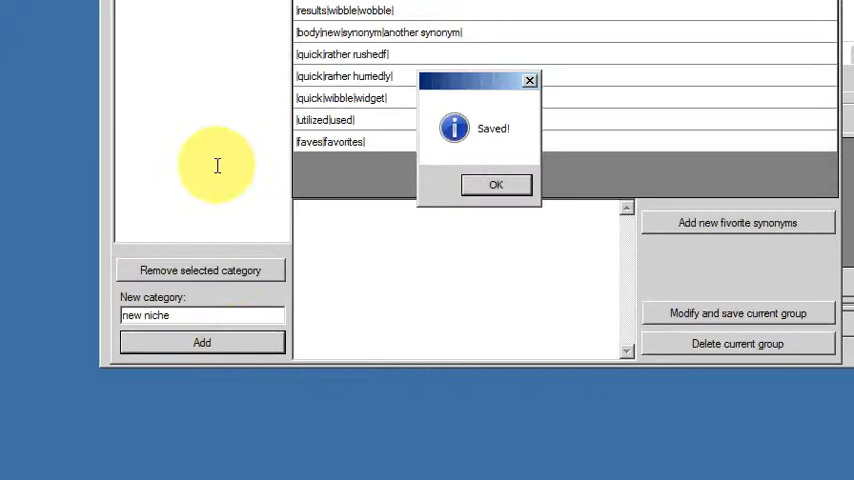 |results|wibble|wobble|
|body|new|synonym|another synonym|
|quick|rather rushedf|
|quick|rarher hurriedly|
|quick|wibble|widget|
|utilized|used|
|faves|favorites|
Saved!
OK
Add new fivorite synonyms
Remove selected category
New category:
new niche
Modify and save current group
Add
Delete current group